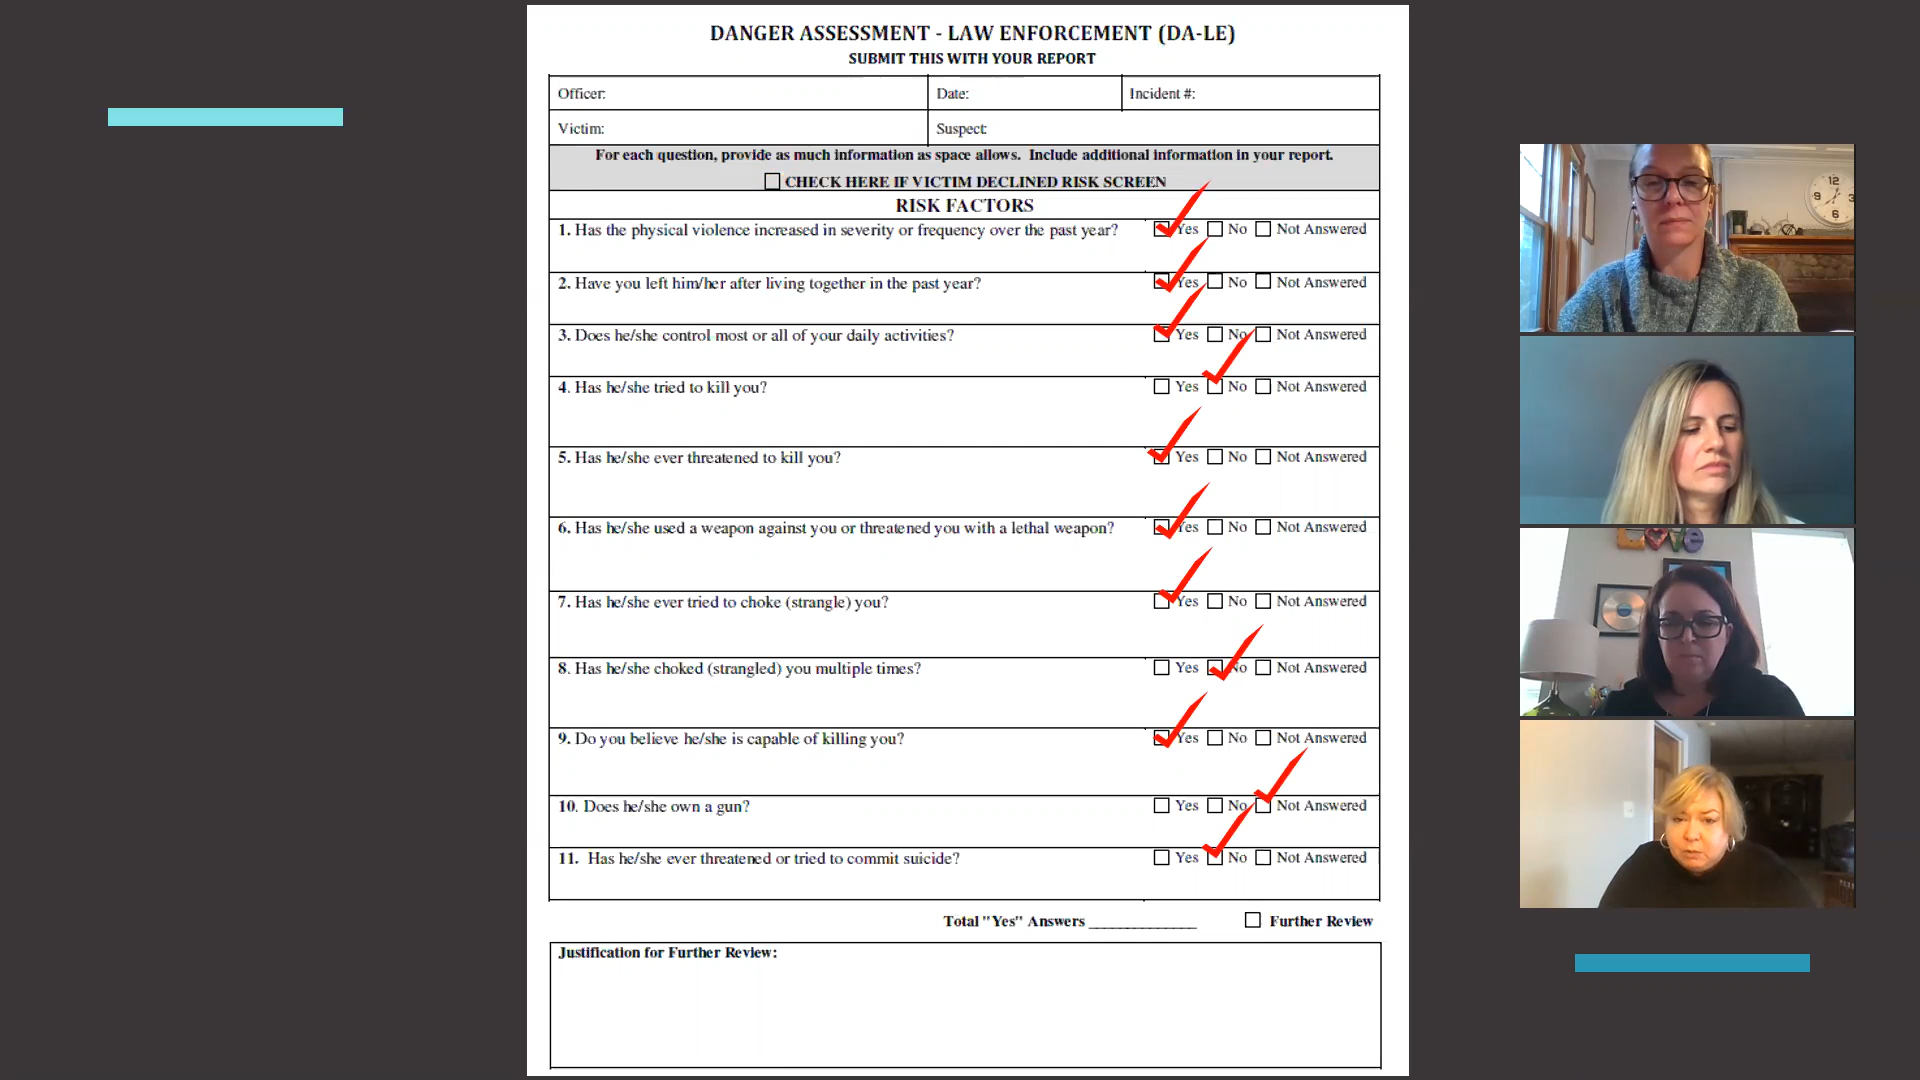 DANGER ASSESSMENT - LAW ENFORCEMENT (DA-LE)
SUBMIT THIS WITH YOUR REPORT
Officer: Date: Incident #:
Victim: Suspect:
For each question, provide as much information as space allows. Include additional information in your report.
CHECK HERE IF VICTIM DECLINED RISK SCREEN
RISK FACTORS
1. Has the physical violence increased in severity or frequency over the past year? Yes No Not Answered
2. Have you left him/her after living together in the past year? Yes No Not Answered
3. Does he/she control most or all of your daily activities? Yes No Not Answered
4. Has he/she tried to kill you? Yes No Not Answered
5. Has he/she ever threatened to kill you? Yes No Not Answered
6. Has he/she used a weapon against you or threatened you with a lethal weapon? Yes No Not Answered
7. Has he/she ever tried to choke (strangle) you? Yes No Not Answered
8. Has he/she choked (strangled) you multiple times? Yes No Not Answered
9. Do you believe he/she is capable of killing you? Yes No Not Answered
10. Does he/she own a gun? Yes No Not Answered
11. Has he/she ever threatened or tried to commit suicide? Yes No Not Answered
Total "Yes" Answers ______________ Further Review
Justification for Further Review:
12
3
6
LOVE